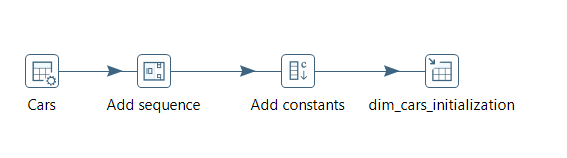 Cars
Add sequence
Add constants
dim_cars_initialization